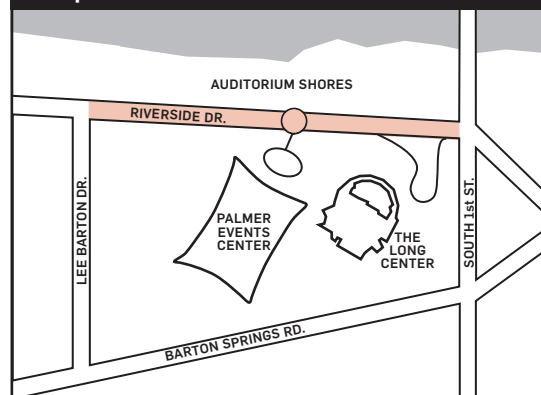 AUDITORIUM SHORES
RIVERSIDE DR.
LEE BARTON DR.
PALMER
EVENTS
CENTER
THE
LONG
CENTER
SOUTH 1st ST.
BARTON SPRINGS RD.